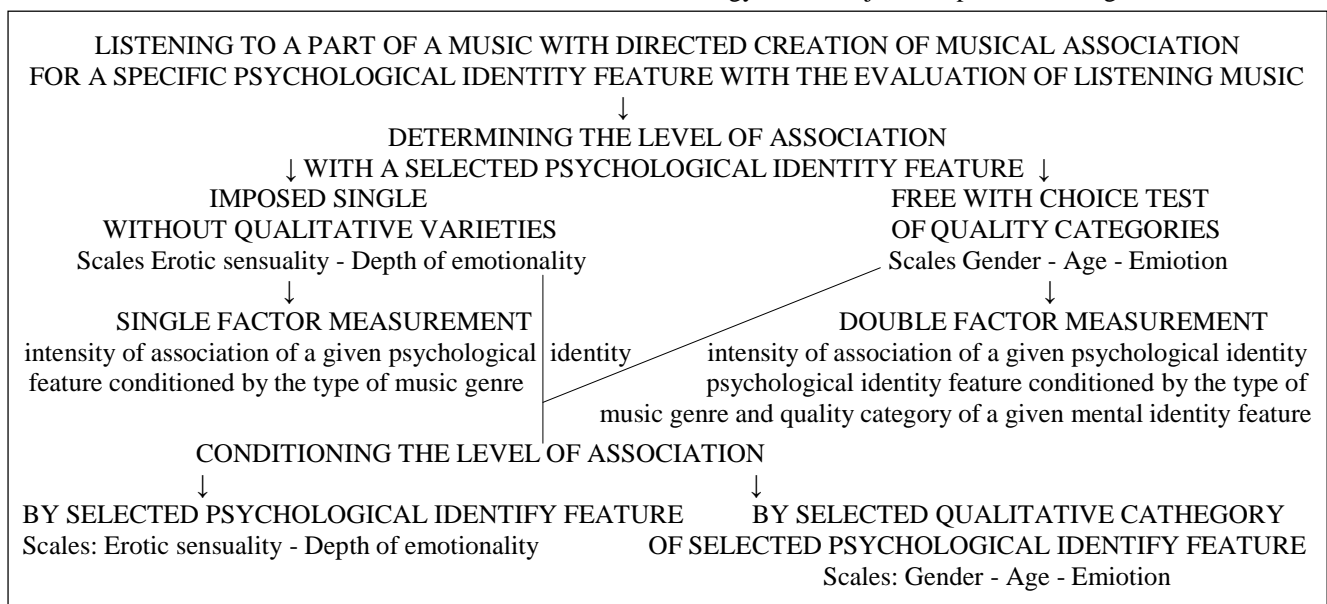 LISTENING TO A PART OF A MUSIC WITH DIRECTED CREATION OF MUSICAL ASSOCIATION
FOR A SPECIFIC PSYCHOLOGICAL IDENTITY FEATURE WITH THE EVALUATION OF LISTENING MUSIC
↓
DETERMINING THE LEVEL OF ASSOCIATION
↓ WITH A SELECTED PSYCHOLOGICAL IDENTITY FEATURE ↓
IMPOSED SINGLE FREE WITH CHOICE TEST
WITHOUT QUALITATIVE VARIETIES OF QUALITY CATEGORIES
Scales Erotic sensuality - Depth of emotionality Scales Gender - Age - Emiotion
↓ ↓
SINGLE FACTOR MEASUREMENT DOUBLE FACTOR MEASUREMENT
intensity of association of a given psychological identity intensity of association of a given psychological identity
feature conditioned by the type of music genre psychological identity feature conditioned by the type of
music genre and quality category of a given mental identity feature
CONDITIONING THE LEVEL OF ASSOCIATION
↓ ↓
BY SELECTED PSYCHOLOGICAL IDENTIFY FEATURE BY SELECTED QUALITATIVE CATHEGORY
Scales: Erotic sensuality - Depth of emotionality OF SELECTED PSYCHOLOGICAL IDENTIFY FEATURE
Scales: Gender - Age - Emiotion